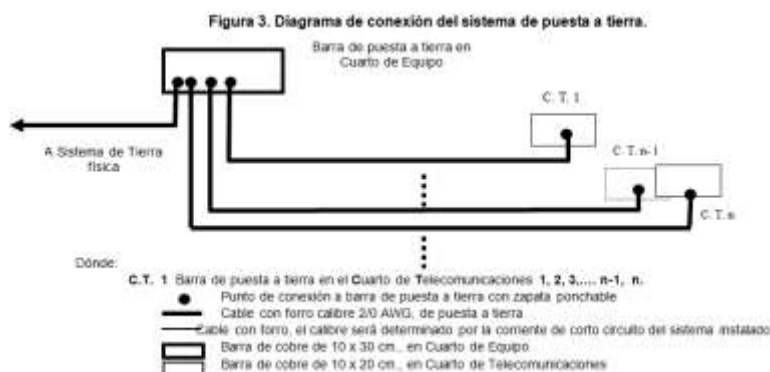 Figura 3. Diagrama de conexión del sistema de puesta a tierra.
Barra de puesta a tierra en
Cuarto de Equipo
C. T. 1
A Sistema de Tierra
física
C. T. n-1
C. T. n
Dónde:
C.T. 1 Barra de puesta a tierra en el Cuarto de Telecomunicaciones 1, 2, 3,.... n-1, n.
Punto de conexión a barra de puesta a tierra con zapata ponchable
Cable con forro calibre 2/0 AWG, de puesta a tierra
Cable con forro, el calibre será determinado por la corriente de corto circuito del sistema instalado
Barra de cobre de 10 x 30 cm., en Cuarto de Equipo
Barra de cobre de 10 x 20 cm., en Cuarto de Telecomunicaciones